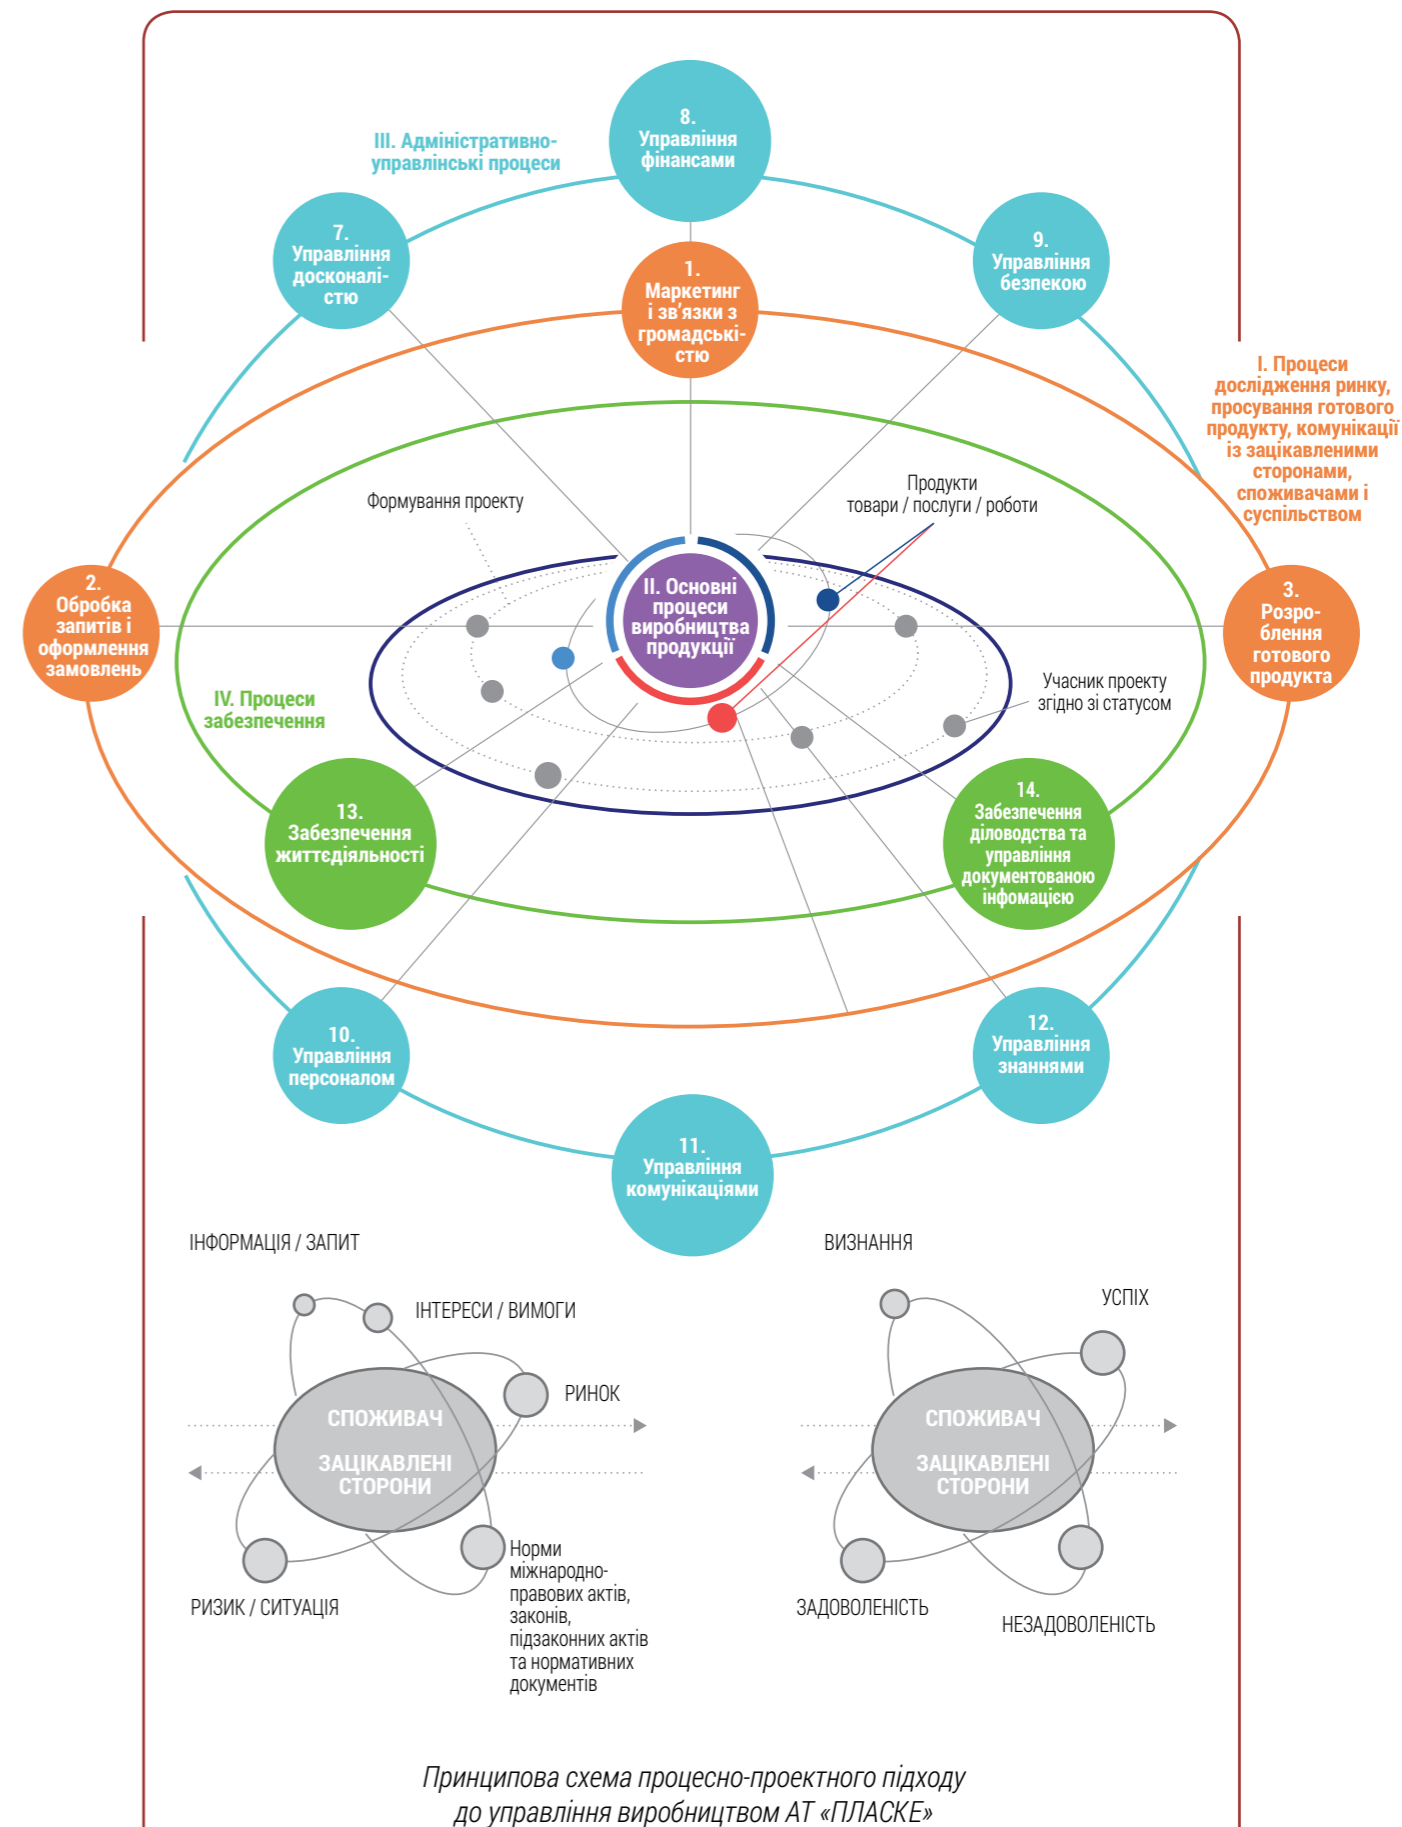 III. Адміністративно-
управлінські процеси
8.
Управління
фінансами
7.
Управління
досконалі-
стю
9.
Управління
безпекою
1.
Маркетинг
і зв'язки з
громадські-
стю
I. Процеси
дослідження ринку,
просування готового
продукту, комунікації
із зацікавленими
сторонами,
споживачами і
суспільством
Формування проекту
Продукти
товари / послуги / роботи
2.
Обробка
запитів і
оформлення
замовлень
II. Основні
процеси
виробництва
продукції
3.
Розро-
блення
готового
продукта
IV. Процеси
забезпечення
Учасник проекту
згідно зі статусом
13.
Забезпечення
життєдіяльності
14.
Забезпечення
діловодства та
управління
документованою
інфомацією
10.
Управління
персоналом
12.
Управління
знаннями
11.
Управління
комунікаціями
ІНФОРМАЦІЯ / ЗАПИТ
ІНТЕРЕСИ / ВИМОГИ
РИНОК
СПОЖИВАЧ
ЗАЦІКАВЛЕНІ
СТОРОНИ
РИЗИК / СИТУАЦІЯ
Норми
міжнародно-
правових актів,
законів,
підзаконних актів
та нормативних
документів
ВИЗНАННЯ
УСПІХ
СПОЖИВАЧ
ЗАЦІКАВЛЕНІ
СТОРОНИ
ЗАДОВОЛЕНІСТЬ
НЕЗАДОВОЛЕНІСТЬ
Принципова схема процесно-проектного підходу
до управління виробництвом АТ «ПЛАСКЕ»